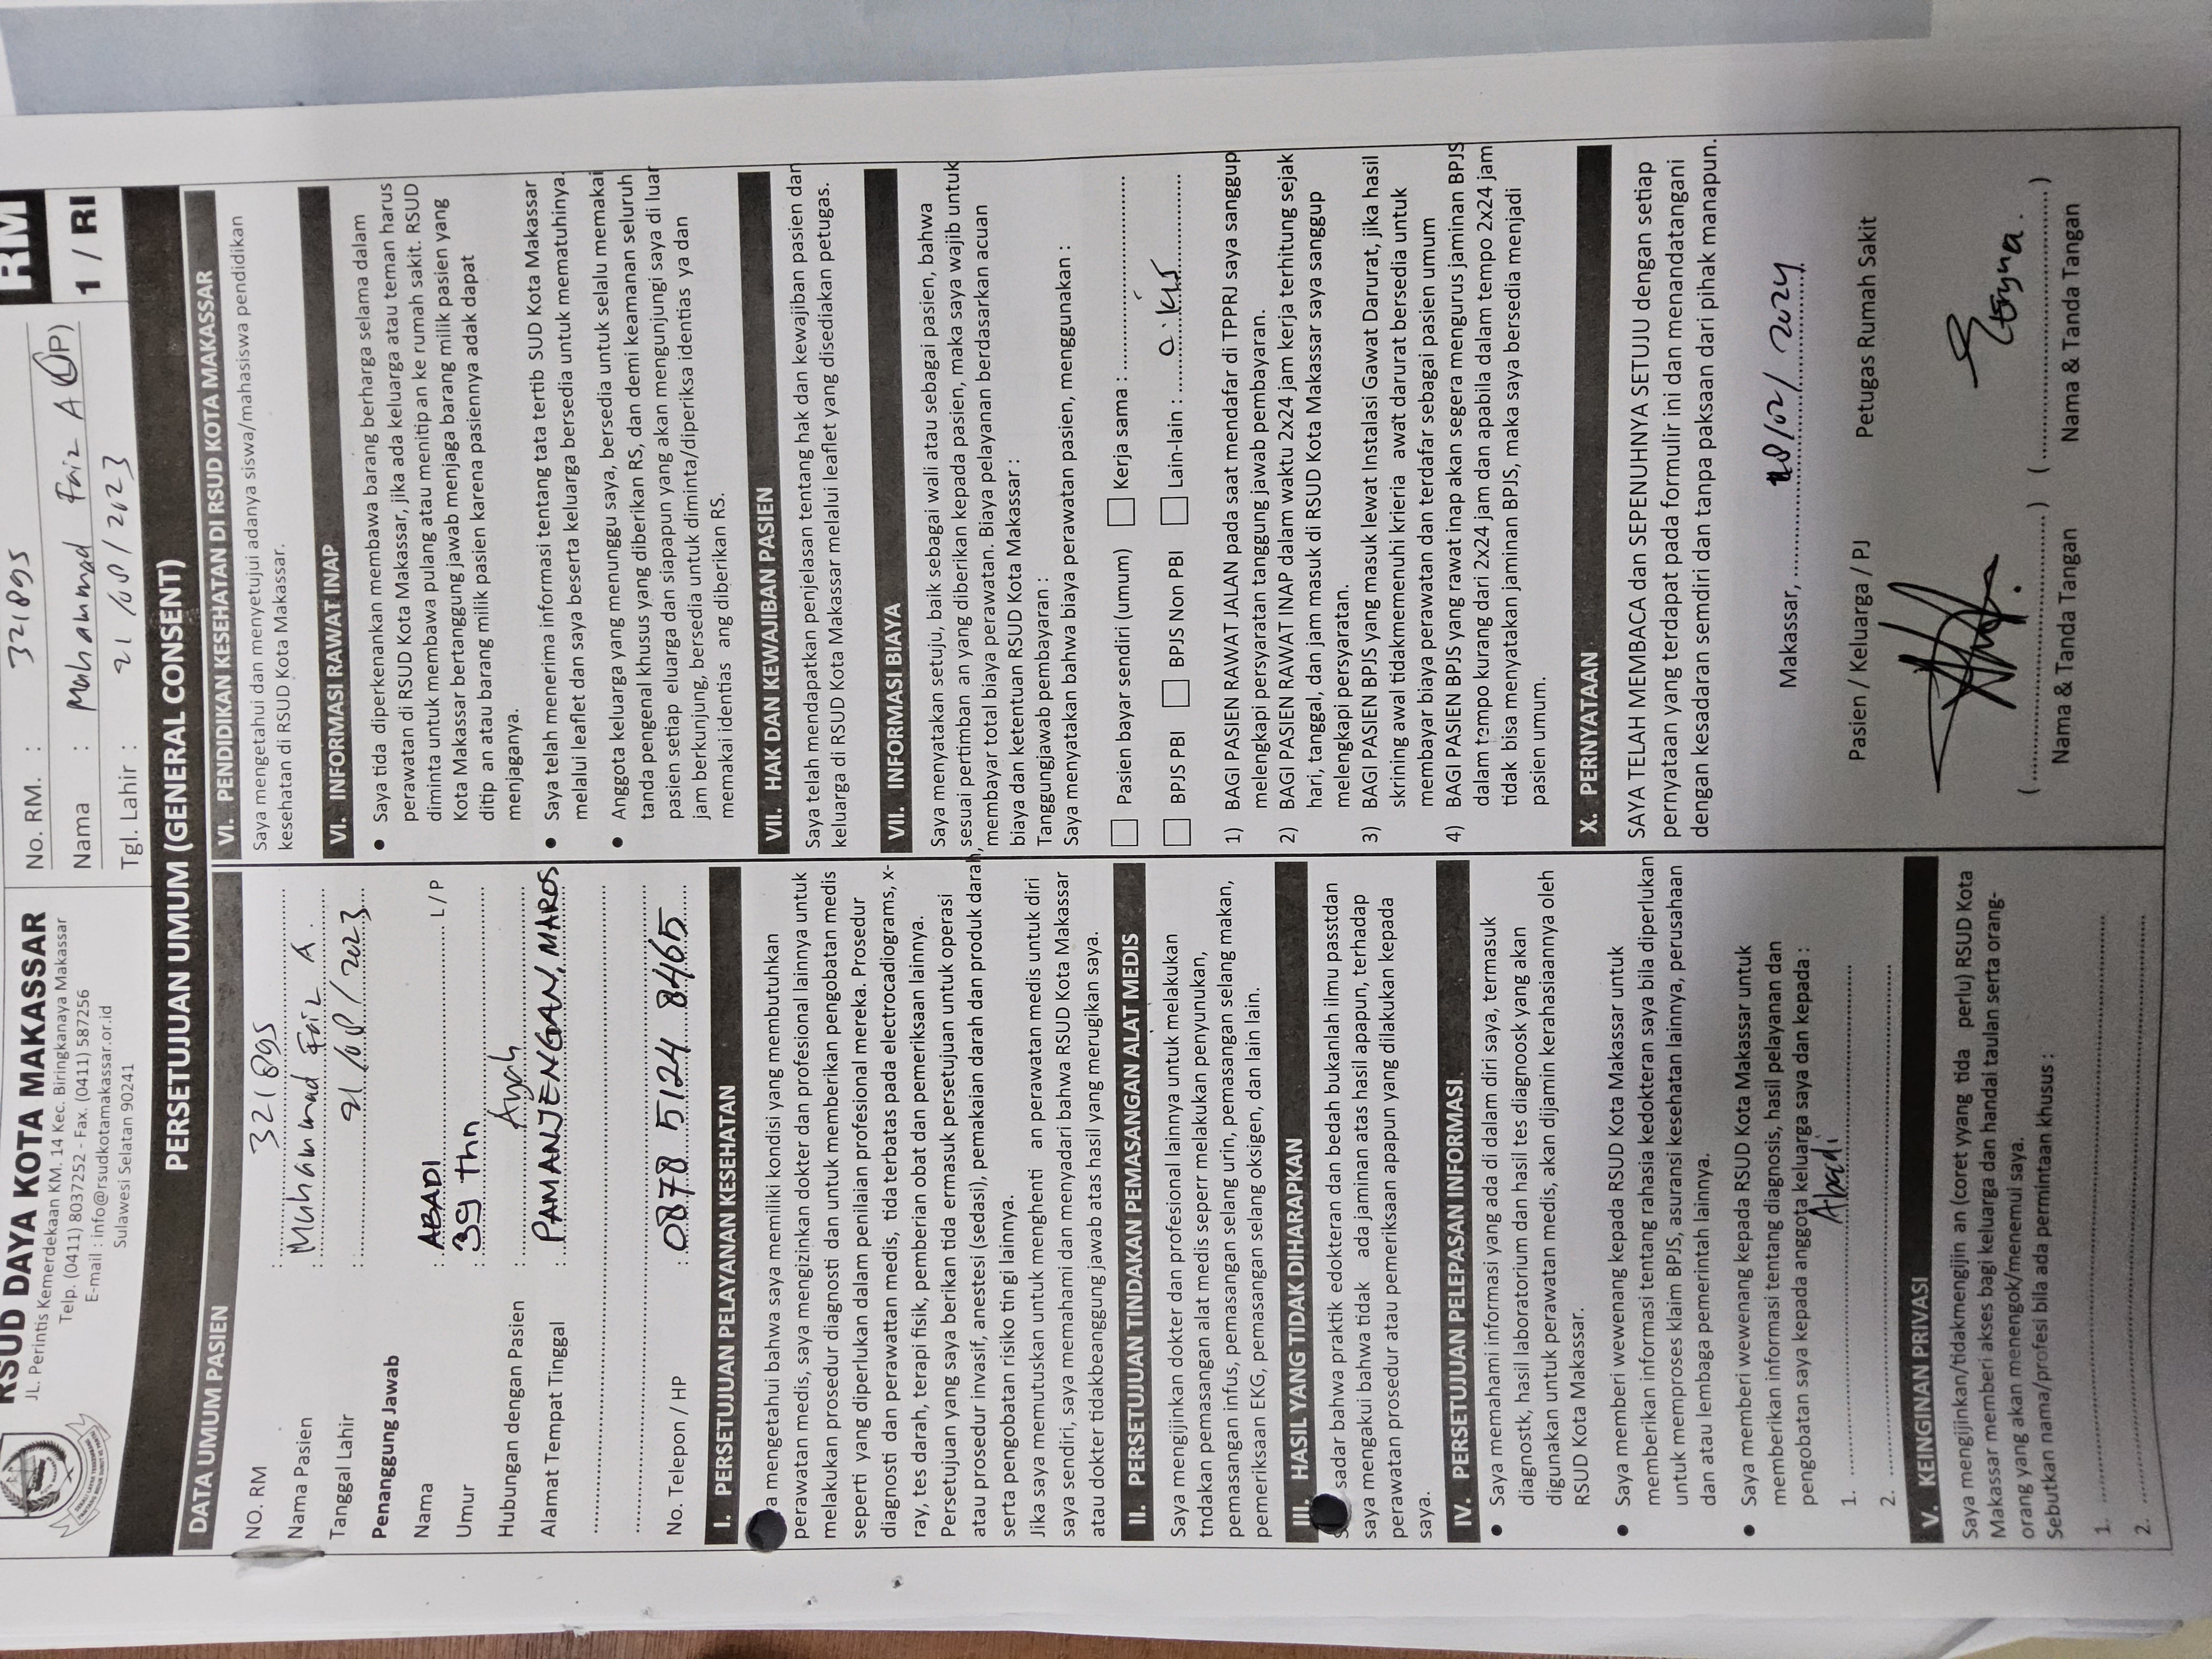 RSUD DAYA KOTA MAKASSAR
JL. Perintis Kemerdekaan KM. 14 Kec. Biringkanaya Makassar
Telp. (0411) 8037252 - Fax. (0411) 587256
E-mail : info@rsudkotamakassar.or.id
Sulawesi Selatan 90241
No. RM. : 321895
Nama : Muhammad Faiz A (L/P)
Tgl. Lahir : 21/08/2023
RM
1 / RI
PERSETUJUAN UMUM (GENERAL CONSENT)
DATA UMUM PASIEN
NO. RM : 321895
Nama Pasien : Muhammad Faiz A.
Tanggal Lahir : 21/08/2023
Penanggung Jawab
Nama : ABADI L / P
Umur : 39 thn
Hubungan dengan Pasien : Ayah
Alamat Tempat Tinggal : PAMANJENGAN, MAROS
No. Telepon / HP : 0878 5124 8465
I. PERSETUJUAN PELAYANAN KESEHATAN
a mengetahui bahwa saya memiliki kondisi yang membutuhkan
perawatan medis, saya mengizinkan dokter dan profesional lainnya untuk
melakukan prosedur diagnosti dan untuk memberikan pengobatan medis
seperti yang diperlukan dalam penilaian profesional mereka. Prosedur
diagnosti dan perawattan medis, tida terbatas pada electrocadiograms, x-
ray, tes darah, terapi fisik, pemberian obat dan pemeriksaan lainnya.
Persetujuan yang saya berikan tida ermasuk persetujuan untuk operasi
atau prosedur invasif, anestesi (sedasi), pemakaian darah dan produk darah,
serta pengobatan risiko tin gi lainnya.
Jika saya memutuskan untuk menghenti an perawatan medis untuk diri
saya sendiri, saya memahami dan menyadari bahwa RSUD Kota Makassar
atau dokter tidakbeanggung jawab atas hasil yang merugikan saya.
II. PERSETUJUAN TINDAKAN PEMASANGAN ALAT MEDIS
Saya mengijinkan dokter dan profesional lainnya untuk melakukan
tndakan pemasangan alat medis seperr melakukan penyumukan,
pemasangan infus, pemasangan selang urin, pemasangan selang makan,
pemeriksaan EKG, pemasangan selang oksigen, dan lain lain.
III. HASIL YANG TIDAK DIHARAPKAN
sadar bahwa praktik edokteran dan bedah bukanlah ilmu passtdan
saya mengakui bahwa tidak ada jaminan atas hasil apapun, terhadap
perawatan prosedur atau pemeriksaan apapun yang dilakukan kepada
saya.
IV. PERSETUJUAN PELEPASAN INFORMASI
• Saya memahami informasi yang ada di dalam diri saya, termasuk
diagnostk, hasil laboratorium dan hasil tes diagnoosk yang akan
digunakan untuk perawatan medis, akan dijamin kerahasiaannya oleh
RSUD Kota Makassar.
• Saya memberi wewenang kepada RSUD Kota Makassar untuk
memberikan informasi tentang rahasia kedokteran saya bila diperlukan
untuk memproses klaim BPJS, asuransi kesehatan lainnya, perusahaan
dan atau lembaga pemerintah lainnya.
• Saya memberi wewenang kepada RSUD Kota Makassar untuk
memberikan informasi tentang diagnosis, hasil pelayanan dan
pengobatan saya kepada anggota keluarga saya dan kepada :
1. Abadi
2.
V. KEINGINAN PRIVASI
Saya mengijinkan/tidakmengijin an (coret yyang tida perlu) RSUD Kota
Makassar memberi akses bagi keluarga dan handai taulan serta orang-
orang yang akan menengok/menemui saya.
Sebutkan nama/profesi bila ada permintaan khusus :
1.
2.
VI. PENDIDIKAN KESEHATAN DI RSUD KOTA MAKASSAR
Saya mengetahui dan menyetujui adanya siswa/mahasiswa pendidikan
kesehatan di RSUD Kota Makassar.
VI. INFORMASI RAWAT INAP
• Saya tida diperkenankan membawa barang berharga selama dalam
perawatan di RSUD Kota Makassar, jika ada keluarga atau teman harus
diminta untuk membawa pulang atau menitip an ke rumah sakit. RSUD
Kota Makassar bertanggung jawab menjaga barang milik pasien yang
ditip an atau barang milik pasien karena pasiennya adak dapat
menjaganya.
• Saya telah menerima informasi tentang tata tertib SUD Kota Makassar
melalui leaflet dan saya beserta keluarga bersedia untuk mematuhinya.
• Anggota keluarga yang menunggu saya, bersedia untuk selalu memakai
tanda pengenal khusus yang diberikan RS, dan demi keamanan seluruh
pasien setiap eluarga dan siapapun yang akan mengunjungi saya di luar
jam berkunjung, bersedia untuk diminta/diperiksa identias ya dan
memakai identias ang diberikan RS.
VII. HAK DAN KEWAJIBAN PASIEN
Saya telah mendapatkan penjelasan tentang hak dan kewajiban pasien dan
keluarga di RSUD Kota Makassar melalui leaflet yang disediakan petugas.
VII. INFORMASI BIAYA
Saya menyatakan setuju, baik sebagai wali atau sebagai pasien, bahwa
sesuai pertimban an yang diberikan kepada pasien, maka saya wajib untuk
membayar total biaya perawatan. Biaya pelayanan berdasarkan acuan
biaya dan ketentuan RSUD Kota Makassar :
Tanggungjawab pembayaran :
Saya menyatakan bahwa biaya perawatan pasien, menggunakan :
Pasien bayar sendiri (umum) Kerja sama :
BPJS PBI BPJS Non PBI Lain-lain :
1) BAGI PASIEN RAWAT JALAN pada saat mendafar di TPPRJ saya sanggup
melengkapi persyaratan tanggung jawab pembayaran.
2) BAGI PASIEN RAWAT INAP dalam waktu 2x24 jam kerja terhitung sejak
hari, tanggal, dan jam masuk di RSUD Kota Makassar saya sanggup
melengkapi persyaratan.
3) BAGI PASIEN BPJS yang masuk lewat Instalasi Gawat Darurat, jika hasil
skrining awal tidakmemenuhi krieria awat darurat bersedia untuk
membayar biaya perawatan dan terdafar sebagai pasien umum
4) BAGI PASIEN BPJS yang rawat inap akan segera mengurus jaminan BPJS
dalam tempo kurang dari 2x24 jam dan apabila dalam tempo 2x24 jam
tidak bisa menyatakan jaminan BPJS, maka saya bersedia menjadi
pasien umum.
X. PERNYATAAN
SAYA TELAH MEMBACA dan SEPENUHNYA SETUJU dengan setiap
pernyataan yang terdapat pada formulir ini dan menandatangani
dengan kesadaran semdiri dan tanpa paksaan dari pihak manapun.
Makassar, /02/2024
Pasien / Keluarga / PJ Petugas Rumah Sakit
(....................) (....................)
Nama & Tanda Tangan Nama & Tanda Tangan